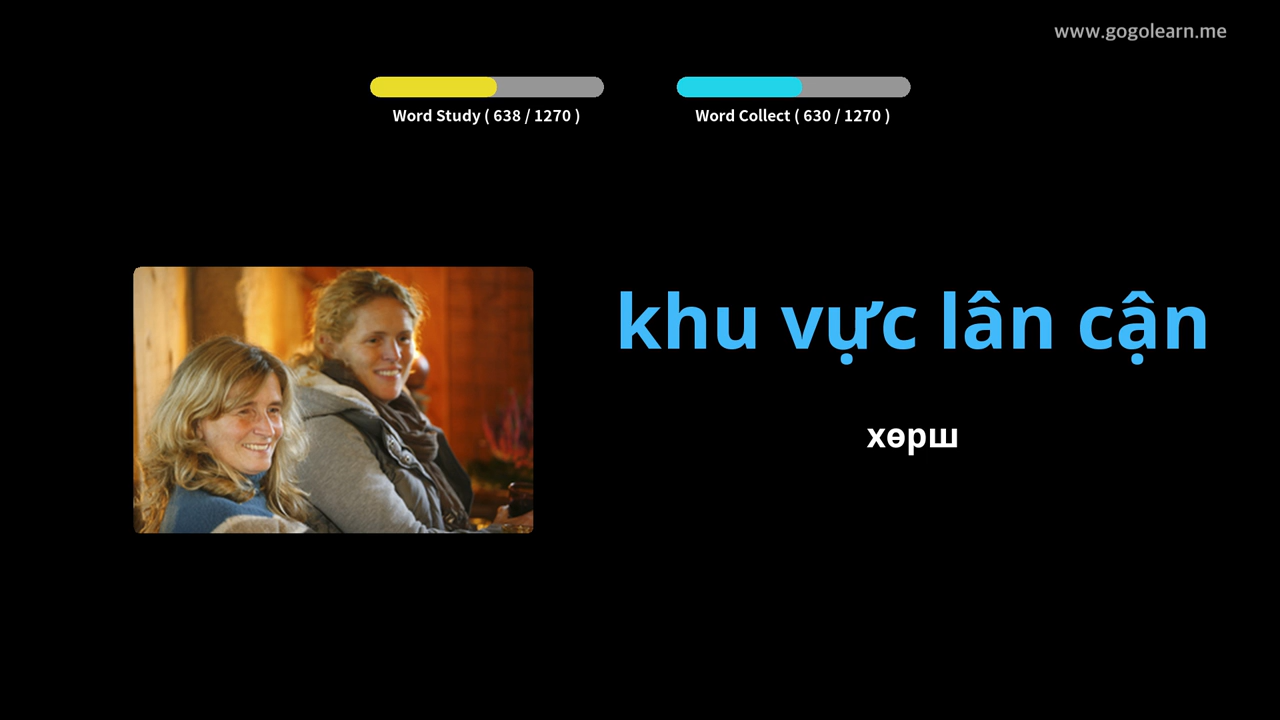 www.gogolearn.me
Word Study ( 638 / 1270 )
Word Collect ( 630 / 1270 )
khu vực lân cận
хөрш